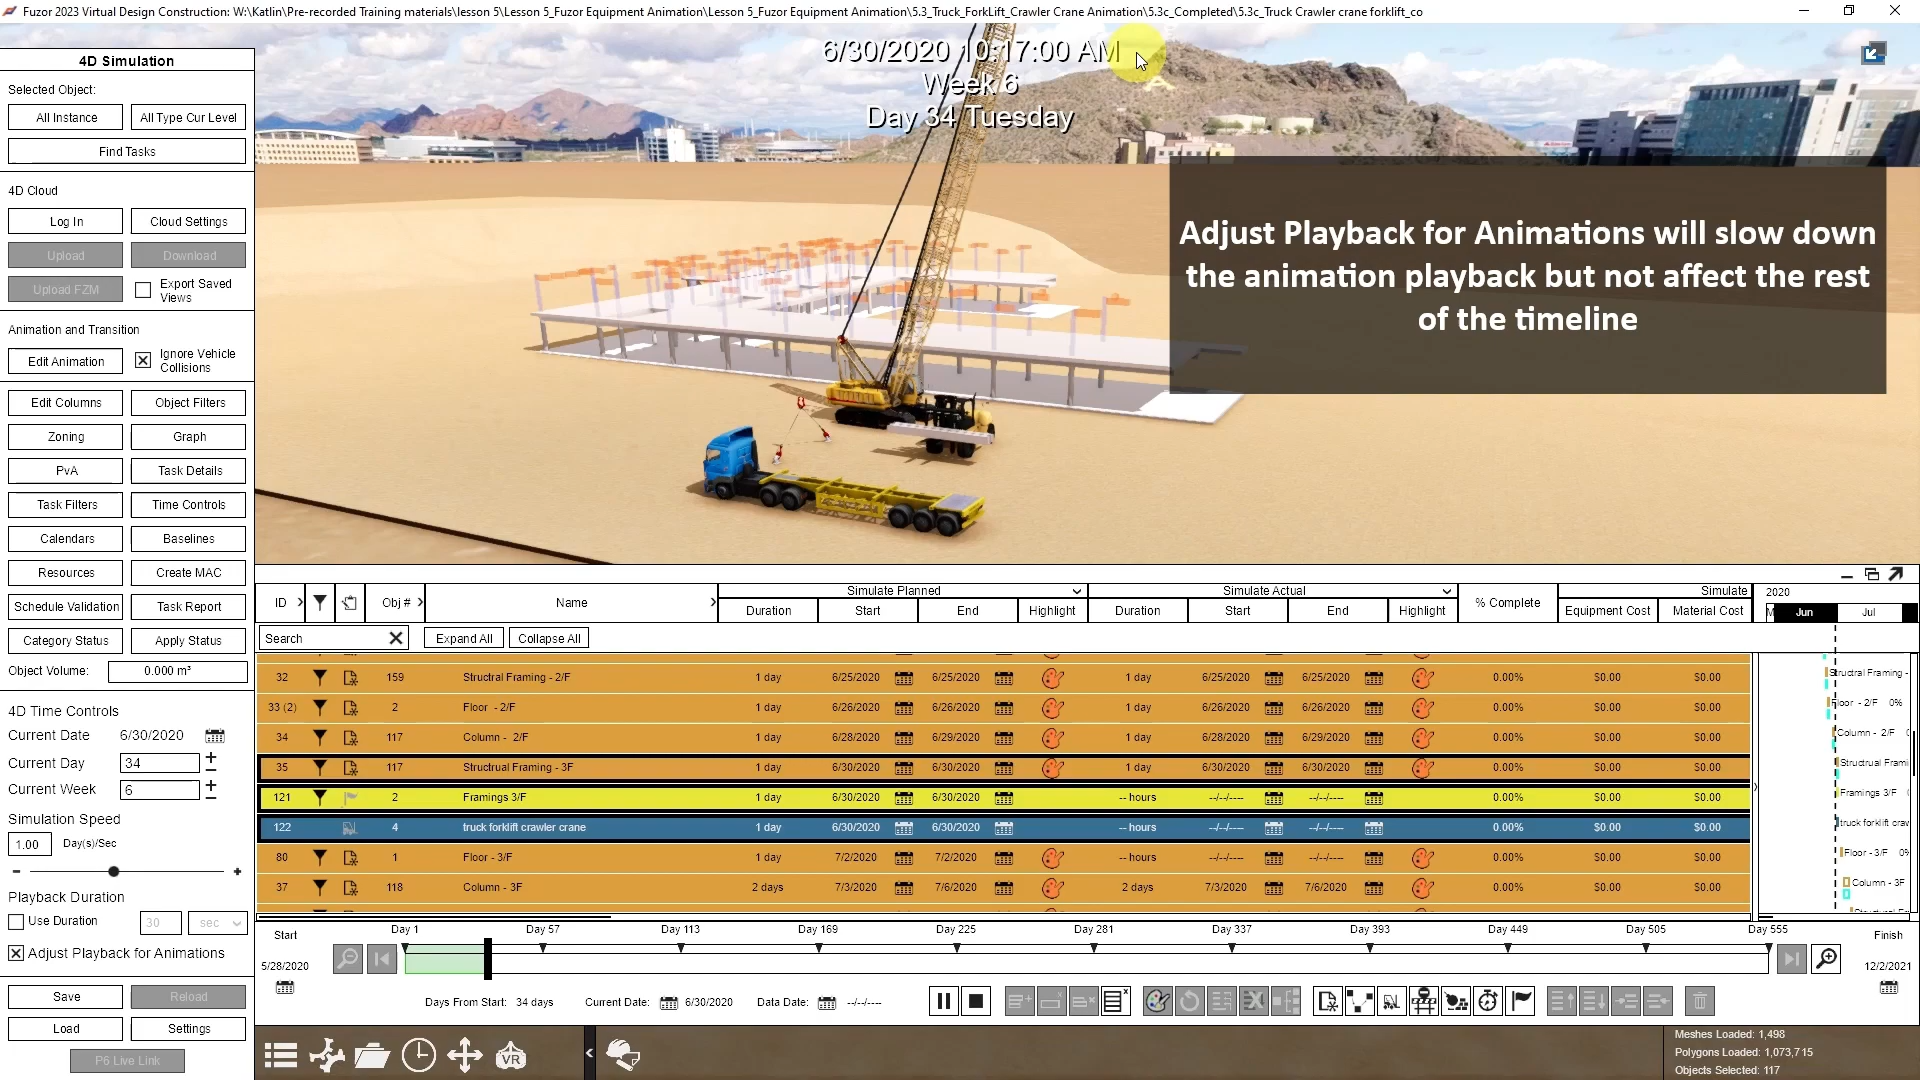 Fuzor 2023 Virtual Design Construction: W:\Katlin\Pre-recorded Training materials\lesson 5\Lesson 5_Fuzor Equipment Animation\Lesson 5_Fuzor Equipment Animation\5.3_Truck_ForkLift_Crawler Crane Animation\5.3c_Completed\5.3c_Truck Crawler crane forklift_co
4D Simulation
Selected Object:
All Instance
All Type Cur Level
Find Tasks
4D Cloud
Log In
Cloud Settings
Upload
Download
Upload FZM
Export Saved Views
Animation and Transition
Edit Animation
Ignore Vehicle Collisions
Edit Columns
Object Filters
Zoning
Graph
PvA
Task Details
Task Filters
Time Controls
Calendars
Baselines
Resources
Create MAC
Schedule Validation
Task Report
Category Status
Apply Status
Object Volume:
0.000 m³
4D Time Controls
Current Date 6/30/2020
Current Day 34
Current Week 6
Simulation Speed
1.00 Day(s)/Sec
- +
Playback Duration
Use Duration 30 sec
Adjust Playback for Animations
Save
Reload
Load
Settings
P6 Live Link
6/30/2020 10:17:00 AM
Week 6
Day 34 Tuesday
Adjust Playback for Animations will slow down
the animation playback but not affect the rest
of the timeline
ID Obj # Name
Simulate Planned
Duration Start End Highlight
Simulate Actual
Duration Start End Highlight
% Complete
Simulate
Equipment Cost Material Cost
2020
Jun Jul
Search
Expand All
Collapse All
32 159 Structral Framing - 2/F 1 day 6/25/2020 6/25/2020 1 day 6/25/2020 6/25/2020 0.00% $0.00 $0.00
33 (2) 2 Floor - 2/F 1 day 6/26/2020 6/26/2020 1 day 6/26/2020 6/26/2020 0.00% $0.00 $0.00
34 117 Column - 2/F 1 day 6/28/2020 6/29/2020 1 day 6/28/2020 6/29/2020 0.00% $0.00 $0.00
35 117 Structrual Framing - 3F 1 day 6/30/2020 6/30/2020 1 day 6/30/2020 6/30/2020 0.00% $0.00 $0.00
121 2 Framings 3/F 1 day 6/30/2020 6/30/2020 -- hours --/--/---- --/--/---- 0.00% $0.00 $0.00
122 4 truck forklift crawler crane 1 day 6/30/2020 6/30/2020 -- hours --/--/---- --/--/---- 0.00% $0.00 $0.00
80 1 Floor - 3/F 1 day 7/2/2020 7/2/2020 -- hours --/--/---- --/--/---- 0.00% $0.00 $0.00
37 118 Column - 3F 2 days 7/3/2020 7/6/2020 2 days 7/3/2020 7/6/2020 0.00% $0.00 $0.00
Structral Framing -
Floor - 2/F 0%
Column - 2/F
Structrual Frami
Framings 3/F
truck forklift craw
Floor - 3/F 0%
Column - 3F
Start
5/28/2020
Day 1 Day 57 Day 113 Day 169 Day 225 Day 281 Day 337 Day 393 Day 449 Day 505 Day 555
Finish
12/2/2021
Days From Start: 34 days
Current Date: 6/30/2020
Data Date: --/--/----
VR
Meshes Loaded: 1,498
Polygons Loaded: 1,073,715
Objects Selected: 117